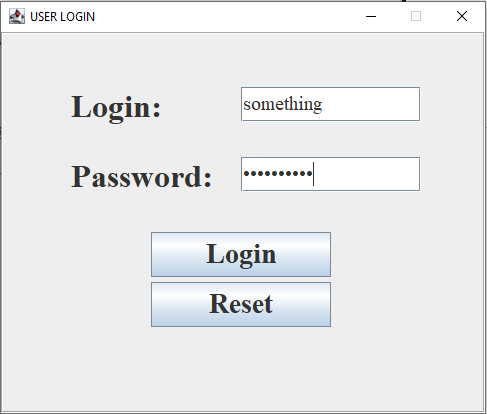 USER LOGIN
Login: something
Password: ••••••••••
Login
Reset